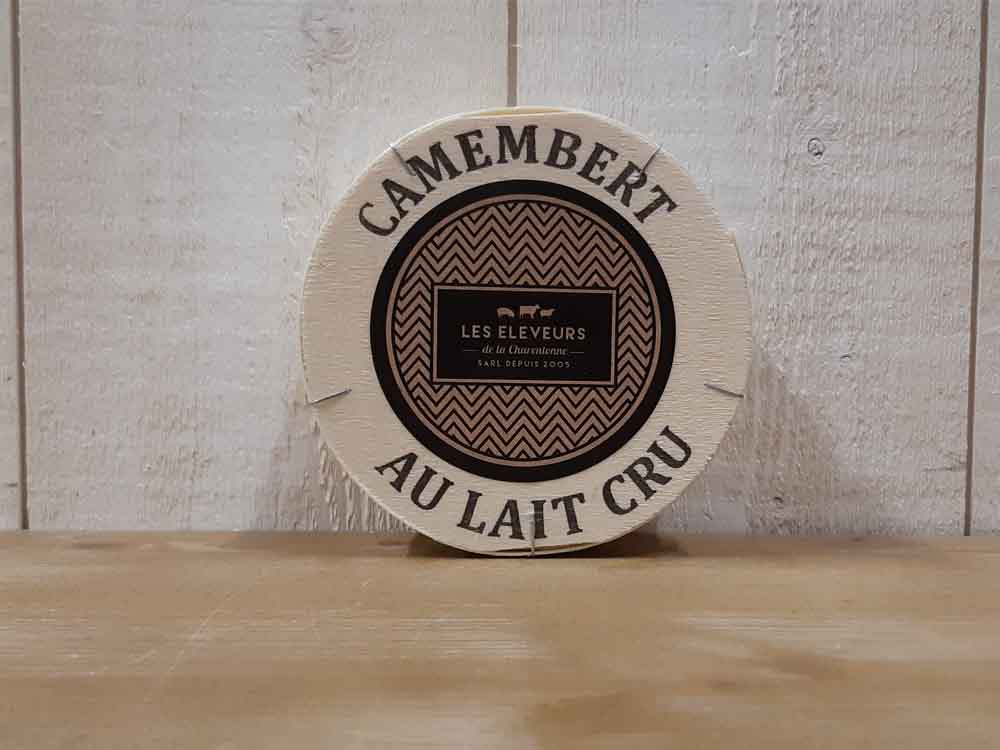 CAMEMBERT
LES ELEVEURS
de la Charentonne
SARL DEPUIS 2005
AU LAIT CRU